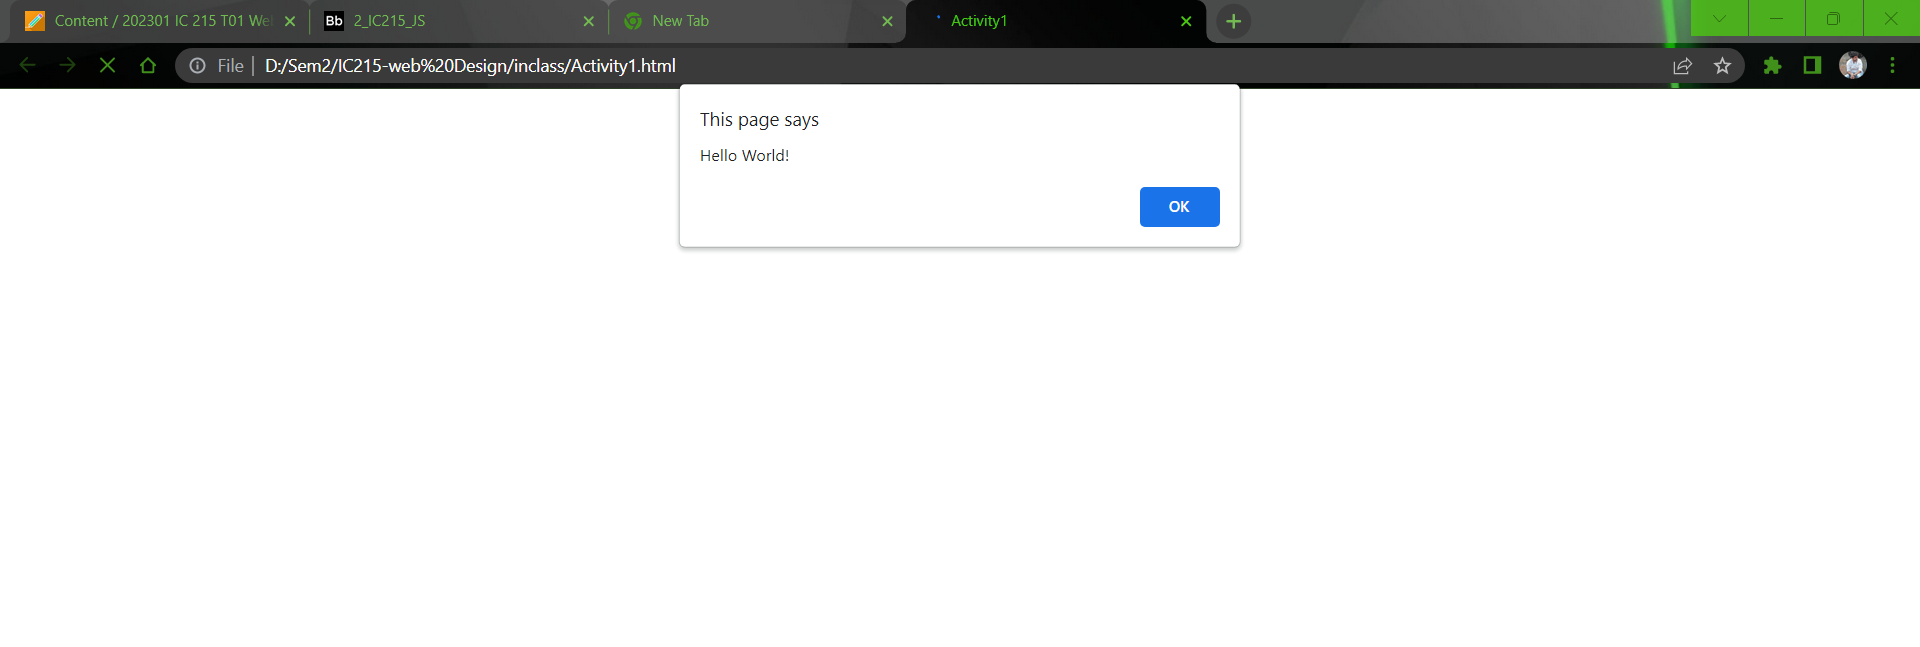 Content / 202301 IC 215 T01 We
Bb 2_IC215_JS
New Tab
Activity1
File D:/Sem2/IC215-web%20Design/inclass/Activity1.html
This page says
Hello World!
OK